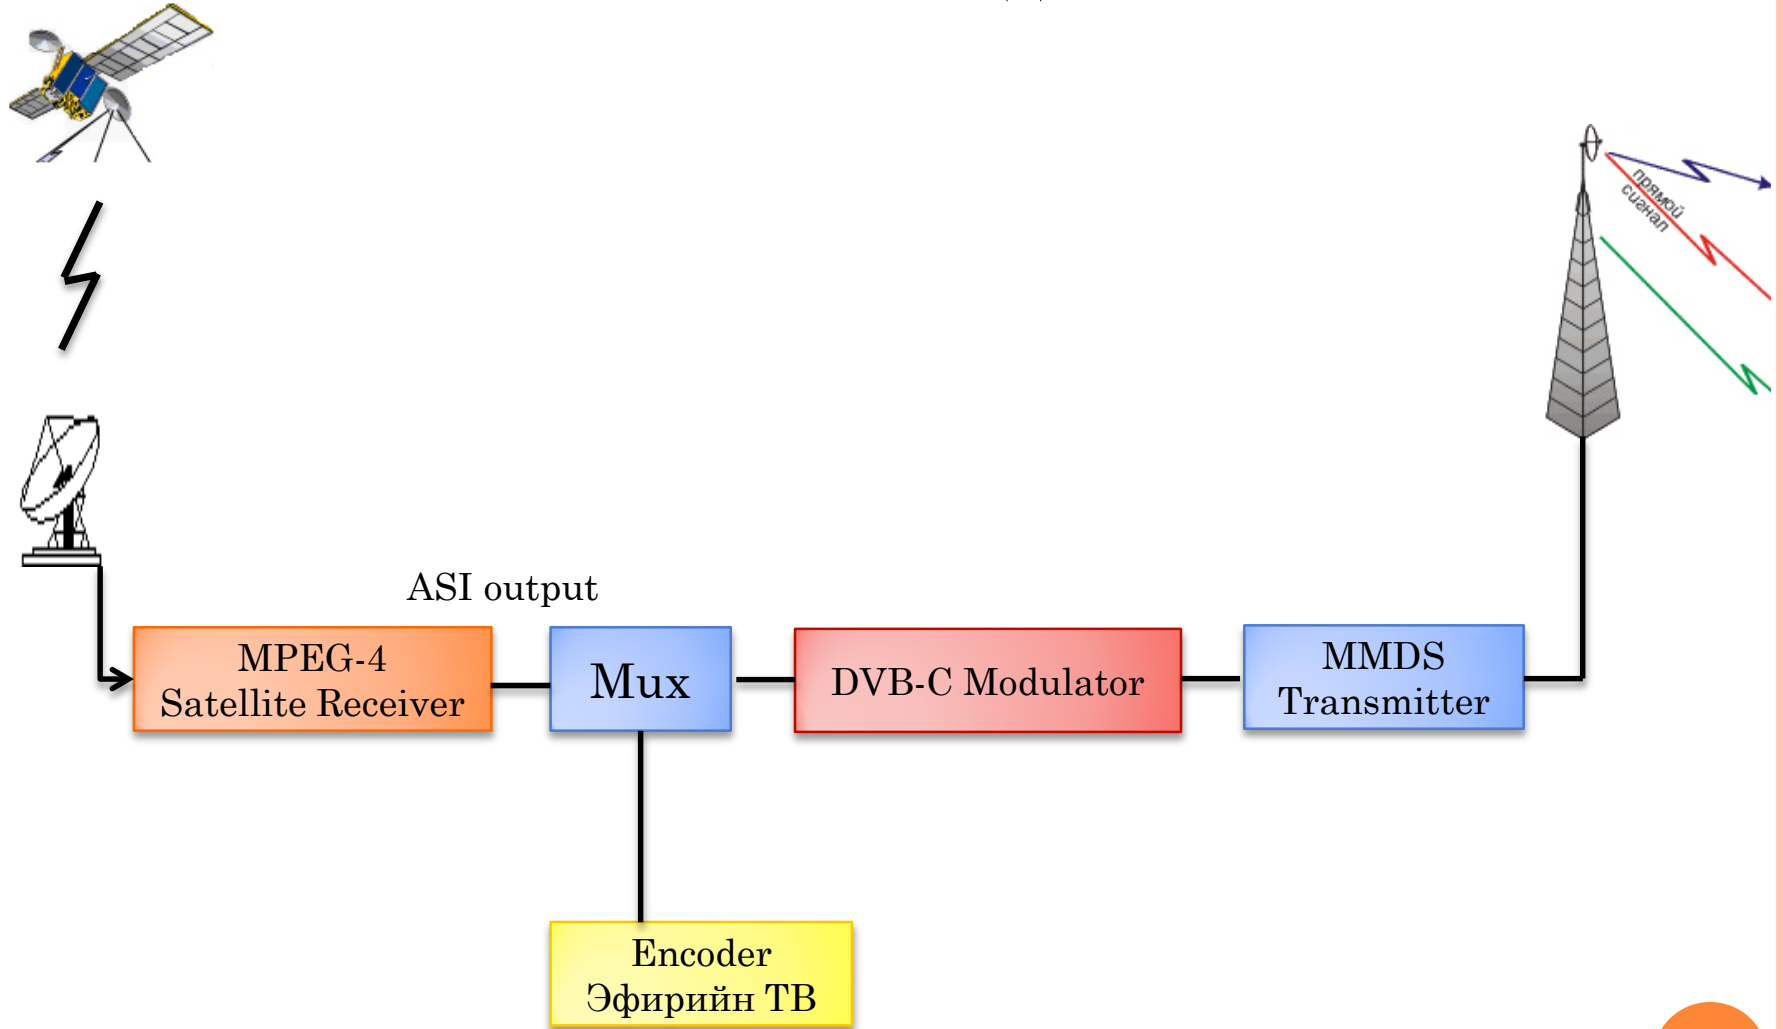 прямой
сигнал
ASI output
MPEG-4
Satellite Receiver
Mux
DVB-C Modulator
MMDS
Transmitter
Encoder
Эфирийн ТВ